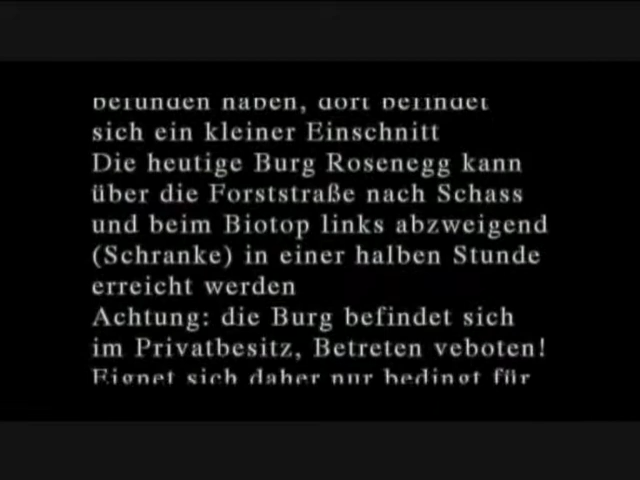 befunden haben, dort befindet
sich ein kleiner Einschnitt
Die heutige Burg Rosenegg kann
über die Forststraße nach Schass
und beim Biotop links abzweigend
(Schranke) in einer halben Stunde
erreicht werden
Achtung: die Burg befindet sich
im Privatbesitz, Betreten veboten!
Eignet sich daher nur bedingt für